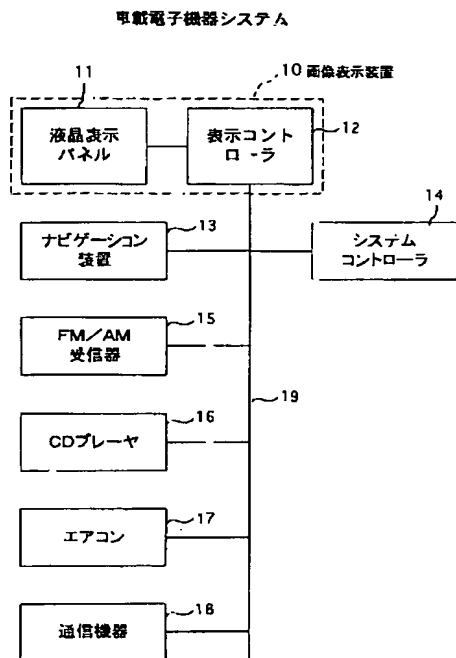 車載電子機器システム
10 画像表示装置
11
12
液晶表示
パネル
表示コント
ローラ
13
14
ナビゲーション
装置
システム
コントローラ
15
FM/AM
受信器
16
19
CDプレーヤ
17
エアコン
18
通信機器